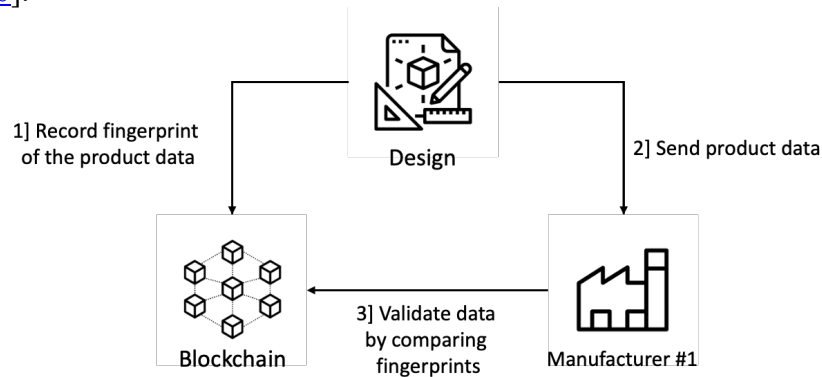 1] Record fingerprint
of the product data
Design
2] Send product data
Blockchain
3] Validate data
by comparing
fingerprints
Manufacturer #1